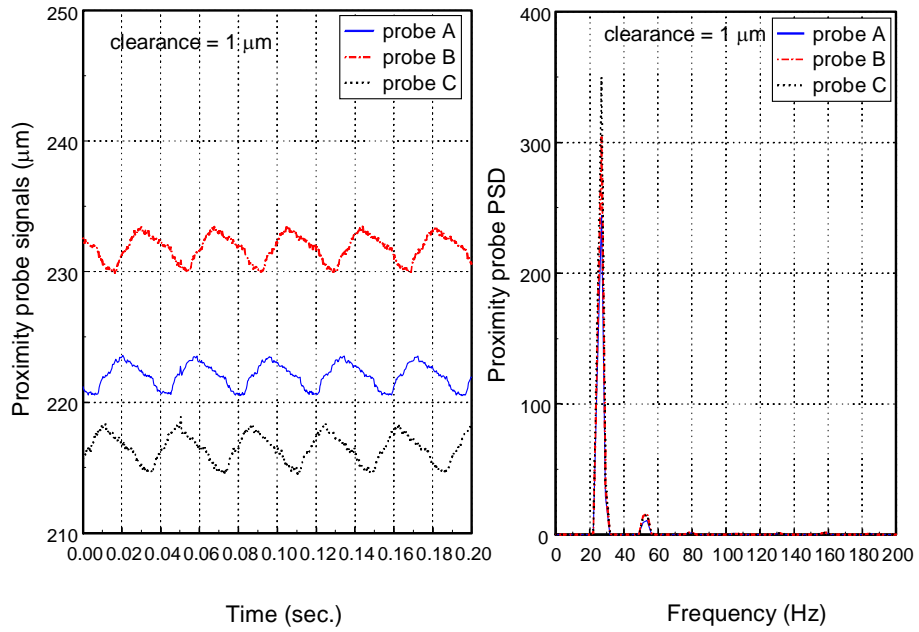 clearance = 1 μm
probe A
probe B
probe C
Proximity probe signals (μm)
250
240
230
220
210
0.00 0.02 0.04 0.06 0.08 0.10 0.12 0.14 0.16 0.18 0.20
Time (sec.)
clearance = 1 μm
probe A
probe B
probe C
Proximity probe PSD
400
300
200
100
0
0 20 40 60 80 100 120 140 160 180 200
Frequency (Hz)